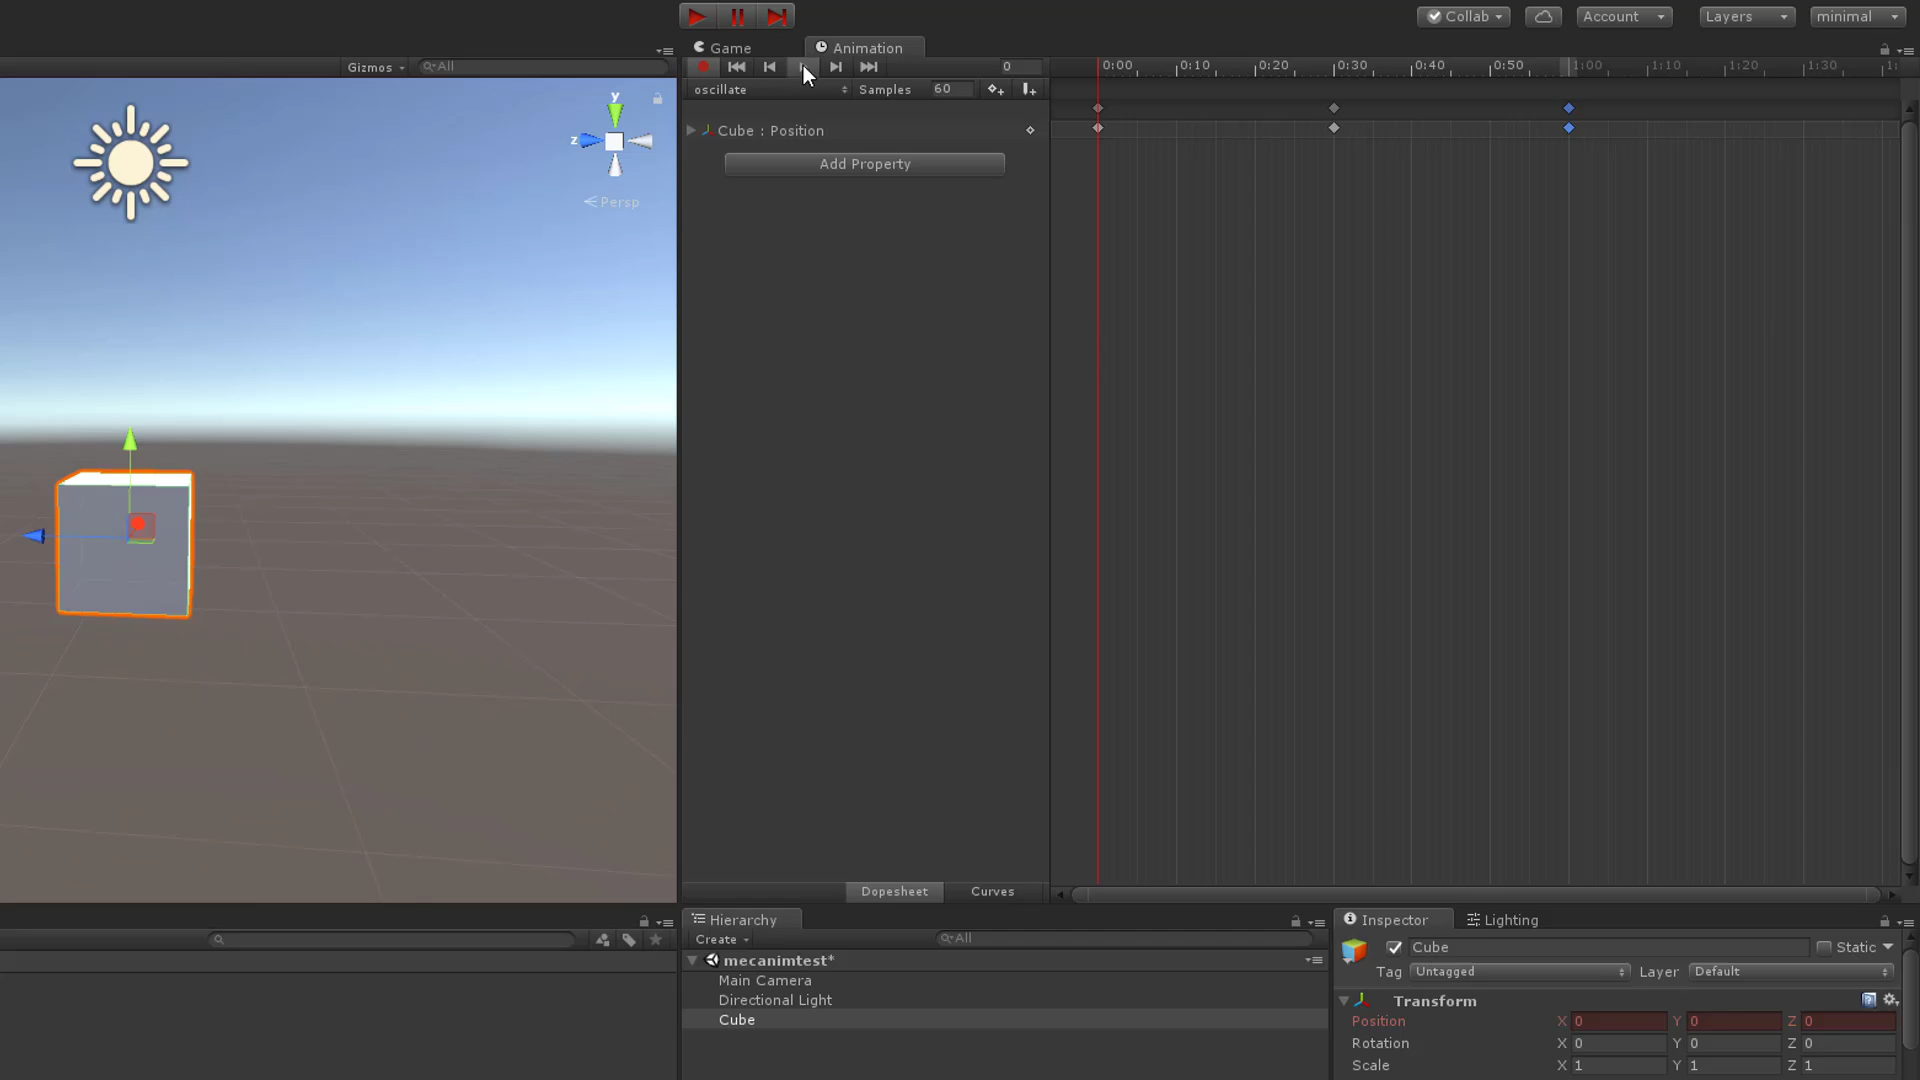 Collab
Account
Layers
minimal
Game
Animation
Gizmos
All
0
0:00
0:10
0:20
0:30
0:40
0:50
1:00
1:10
1:20
1:30
oscillate
Samples
60
y
z
Persp
Cube : Position
Add Property
Dopesheet
Curves
Hierarchy
Create
All
mecanimtest*
Main Camera
Directional Light
Cube
Inspector
Lighting
Cube
Static
Tag Untagged Layer Default
Transform
Position X 0 Y 0 Z 0
Rotation X 0 Y 0 Z 0
Scale X 1 Y 1 Z 1